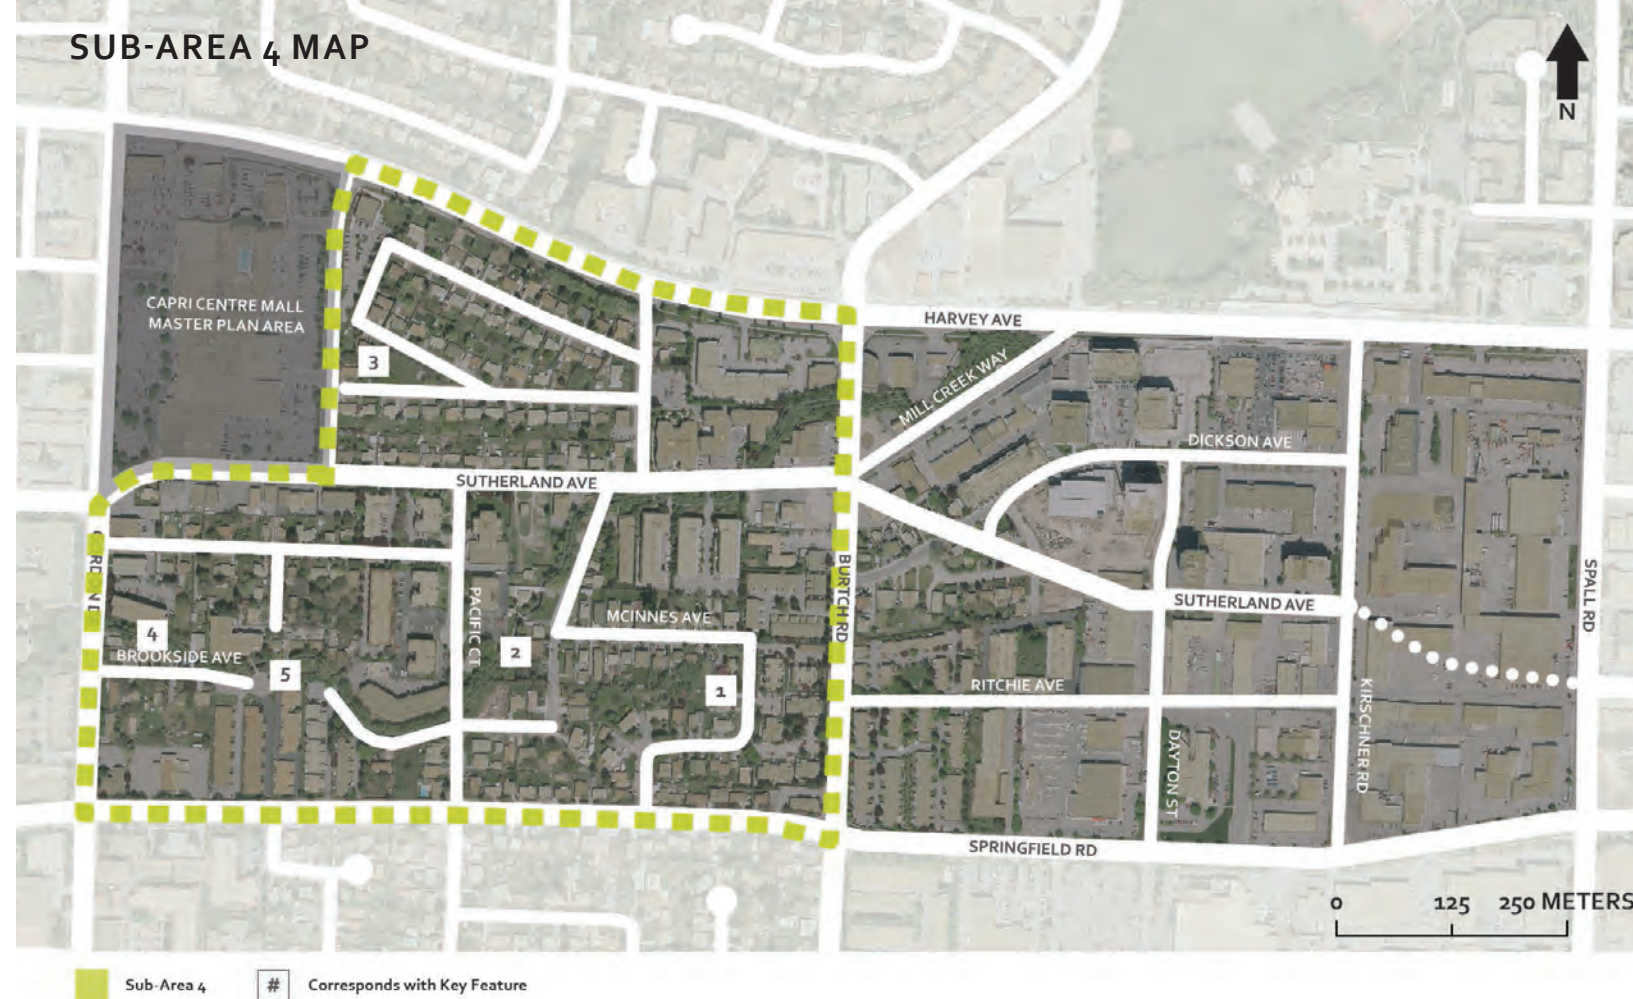 SUB-AREA 4 MAP
N
CAPRI CENTRE MALL
MASTER PLAN AREA
HARVEY AVE
MILL CREEK WAY
3
DICKSON AVE
SUTHERLAND AVE
BURTCH RD
SPALL RD
PACIFIC CT
MCINNES AVE
SUTHERLAND AVE
4
BROOKSIDE AVE
2
5
1
RITCHIE AVE
KIRSCHNER RD
DAYTON ST
SPRINGFIELD RD
0 125 250 METERS
Sub-Area 4
# Corresponds with Key Feature